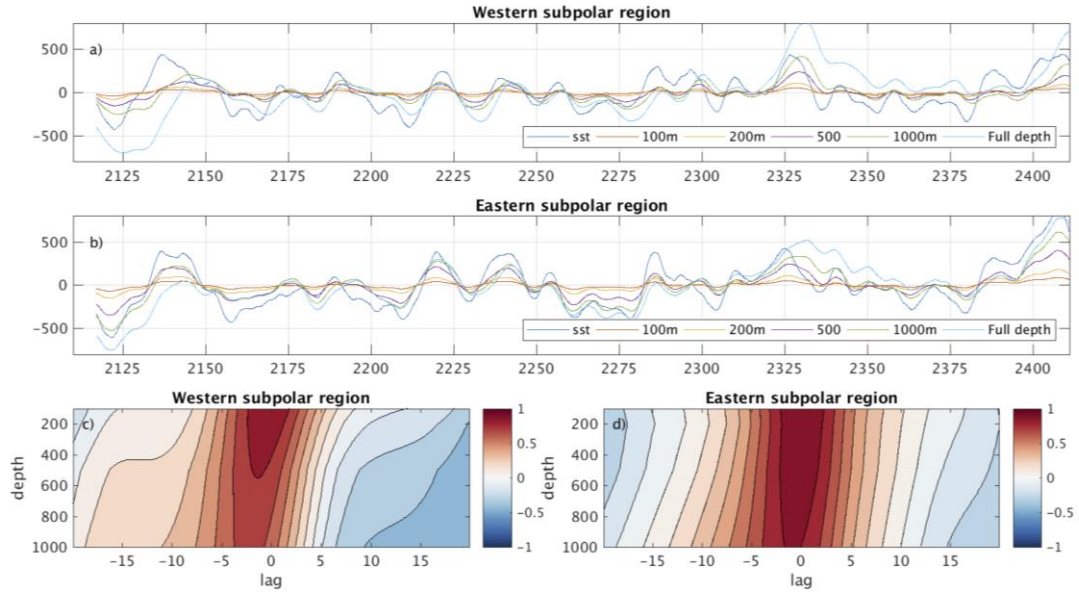 Western subpolar region
a)
500
0
−500
sst 100m 200m 500 1000m Full depth
2125 2150 2175 2200 2225 2250 2275 2300 2325 2350 2375 2400
Eastern subpolar region
b)
500
0
−500
sst 100m 200m 500 1000m Full depth
2125 2150 2175 2200 2225 2250 2275 2300 2325 2350 2375 2400
Western subpolar region
c)
depth
200
400
600
800
1000
−15 −10 −5 0 5 10 15
lag
1
0.5
0
−0.5
−1
Eastern subpolar region
d)
depth
200
400
600
800
1000
−15 −10 −5 0 5 10 15
lag
1
0.5
0
−0.5
−1